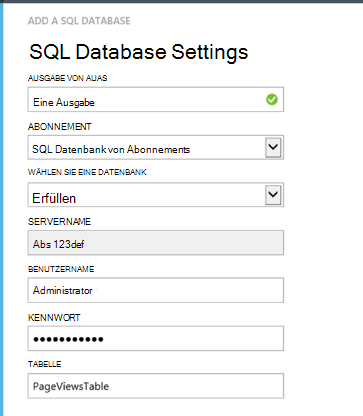 ADD A SQL DATABASE
SQL Database Settings
AUSGABE VON AUAS
Eine Ausgabe
ABONNEMENT
SQL Datenbank von Abonnements
WÄHLEN SIE EINE DATENBANK
Erfüllen
SERVERNAME
Abs 123def
BENUTZERNAME
Administrator
KENNWORT
●●●●●●●●●●●
TABELLE
PageViewsTable